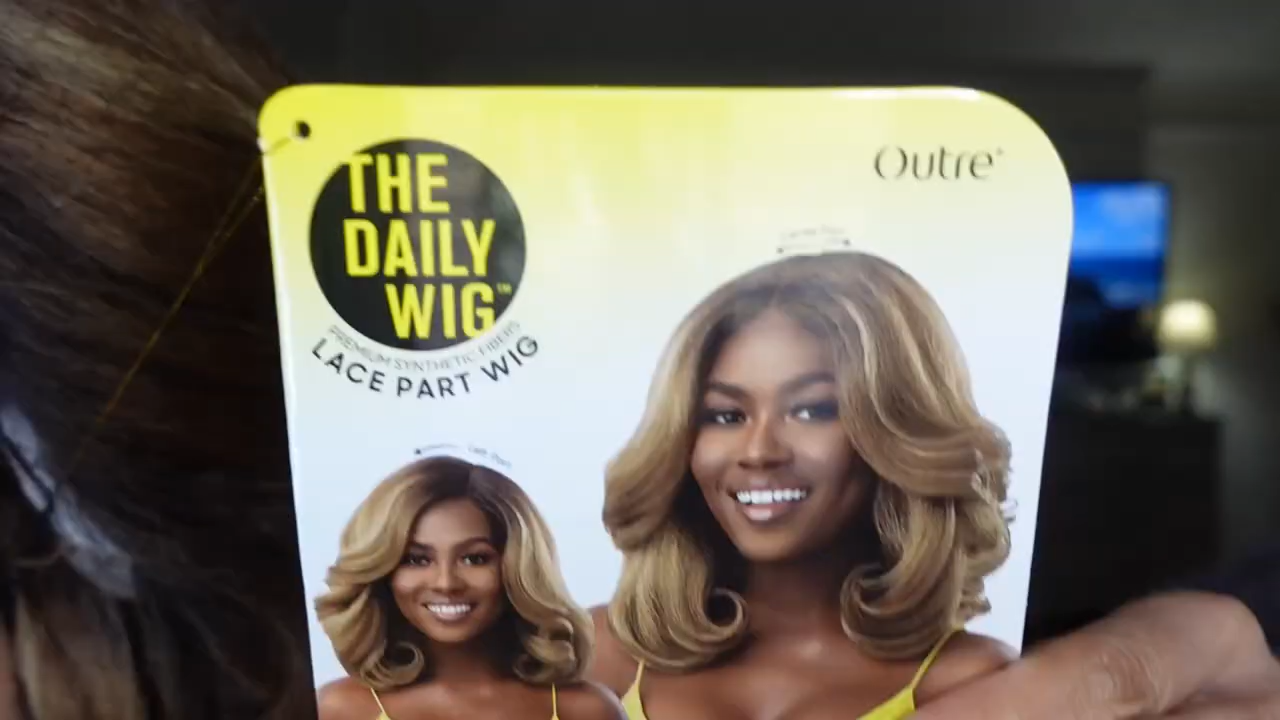 THE
DAILY
WIG™
PREMIUM SYNTHETIC FIBERS
LACE PART WIG
Outre®